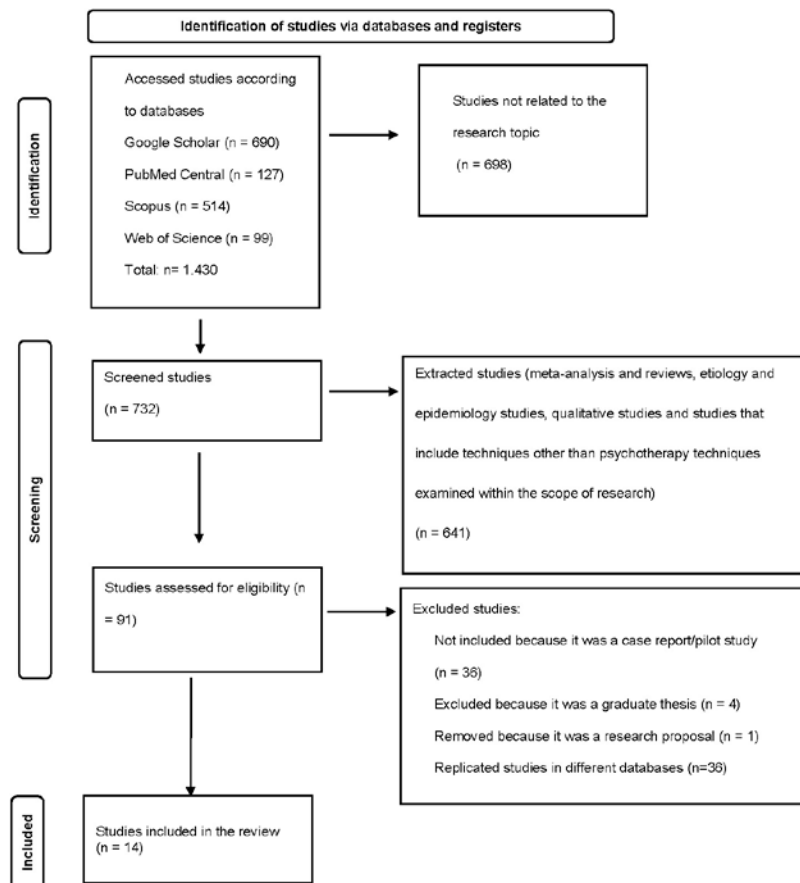 Identification of studies via databases and registers
Identification
Accessed studies according
to databases
Google Scholar (n = 690)
PubMed Central (n = 127)
Scopus (n = 514)
Web of Science (n = 99)
Total: n= 1.430
Studies not related to the
research topic
(n = 698)
Screening
Screened studies
(n = 732)
Extracted studies (meta-analysis and reviews, etiology and
epidemiology studies, qualitative studies and studies that
include techniques other than psychotherapy techniques
examined within the scope of research)
(n = 641)
Studies assessed for eligibility (n
= 91)
Excluded studies:
Not included because it was a case report/pilot study
(n = 36)
Excluded because it was a graduate thesis (n = 4)
Removed because it was a research proposal (n = 1)
Replicated studies in different databases (n=36)
Included
Studies included in the review
(n = 14)